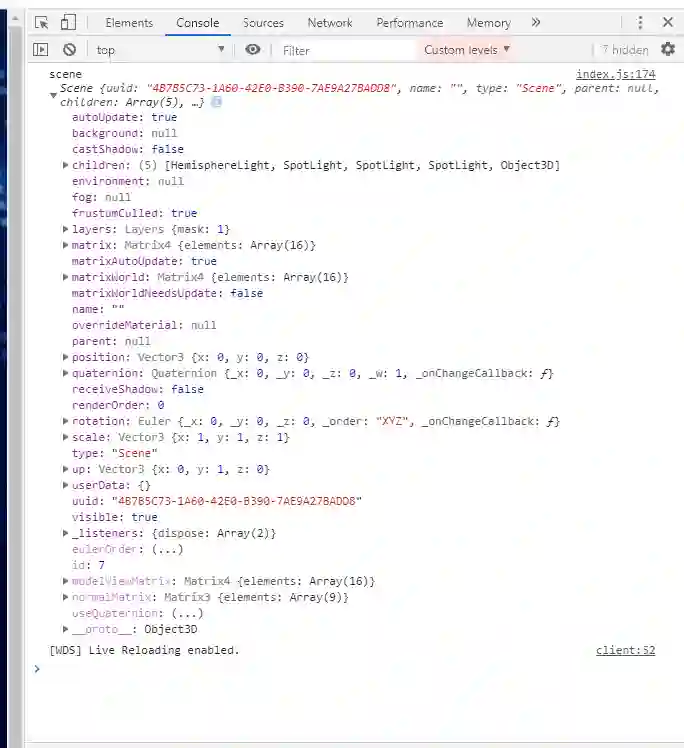 Elements Console Sources Network Performance Memory »
top Filter Custom levels 7 hidden
scene index.js:174
Scene {uuid: "4B7B5C73-1A60-42E0-B390-7AE9A27BADD8", name: "", type: "Scene", parent: null,
children: Array(5), …}
autoUpdate: true
background: null
castShadow: false
children: (5) [HemisphereLight, SpotLight, SpotLight, SpotLight, Object3D]
environment: null
fog: null
frustumCulled: true
layers: Layers {mask: 1}
matrix: Matrix4 {elements: Array(16)}
matrixAutoUpdate: true
matrixWorld: Matrix4 {elements: Array(16)}
matrixWorldNeedsUpdate: false
name: ""
overrideMaterial: null
parent: null
position: Vector3 {x: 0, y: 0, z: 0}
quaternion: Quaternion {_x: 0, _y: 0, _z: 0, _w: 1, _onChangeCallback: ƒ}
receiveShadow: false
renderOrder: 0
rotation: Euler {_x: 0, _y: 0, _z: 0, _order: "XYZ", _onChangeCallback: ƒ}
scale: Vector3 {x: 1, y: 1, z: 1}
type: "Scene"
up: Vector3 {x: 0, y: 1, z: 0}
userData: {}
uuid: "4B7B5C73-1A60-42E0-B390-7AE9A27BADD8"
visible: true
_listeners: {dispose: Array(2)}
eulerOrder: (...)
id: 7
modelViewMatrix: Matrix4 {elements: Array(16)}
normalMatrix: Matrix3 {elements: Array(9)}
useQuaternion: (...)
__proto__: Object3D
[WDS] Live Reloading enabled. client:52